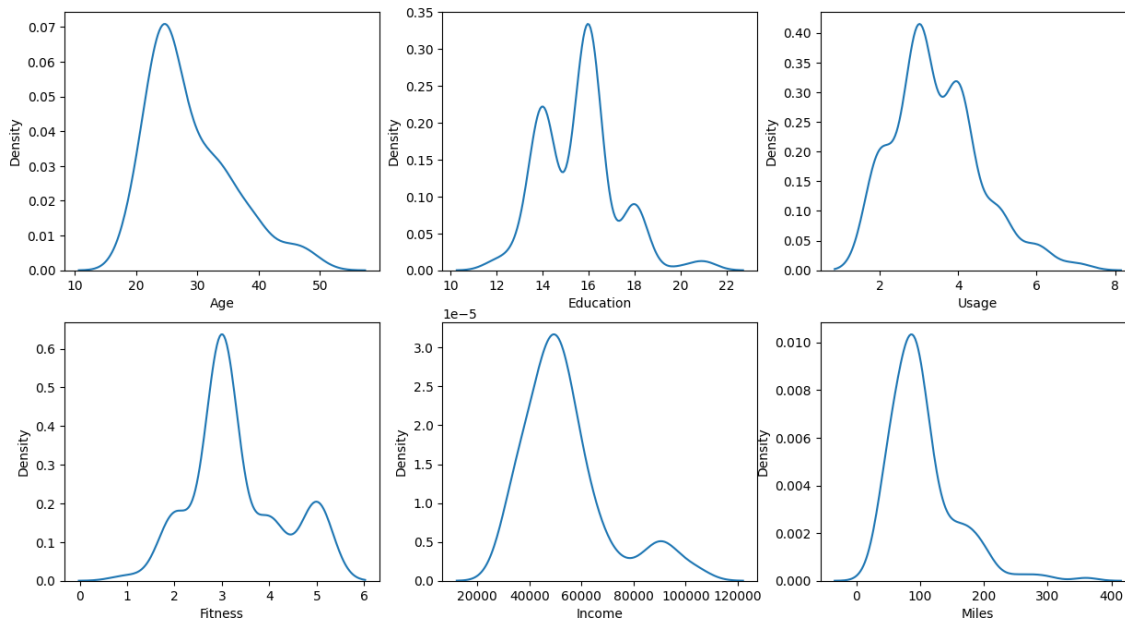 0.07
0.06
0.05
0.04
0.03
0.02
0.01
0.00
Density
10 20 30 40 50
Age
0.35
0.30
0.25
0.20
0.15
0.10
0.05
0.00
Density
10 12 14 16 18 20 22
Education
0.40
0.35
0.30
0.25
0.20
0.15
0.10
0.05
0.00
Density
2 4 6 8
Usage
0.6
0.5
0.4
0.3
0.2
0.1
0.0
Density
0 1 2 3 4 5 6
Fitness
1e−5
3.0
2.5
2.0
1.5
1.0
0.5
0.0
Density
20000 40000 60000 80000 100000 120000
Income
0.010
0.008
0.006
0.004
0.002
0.000
Density
0 100 200 300 400
Miles